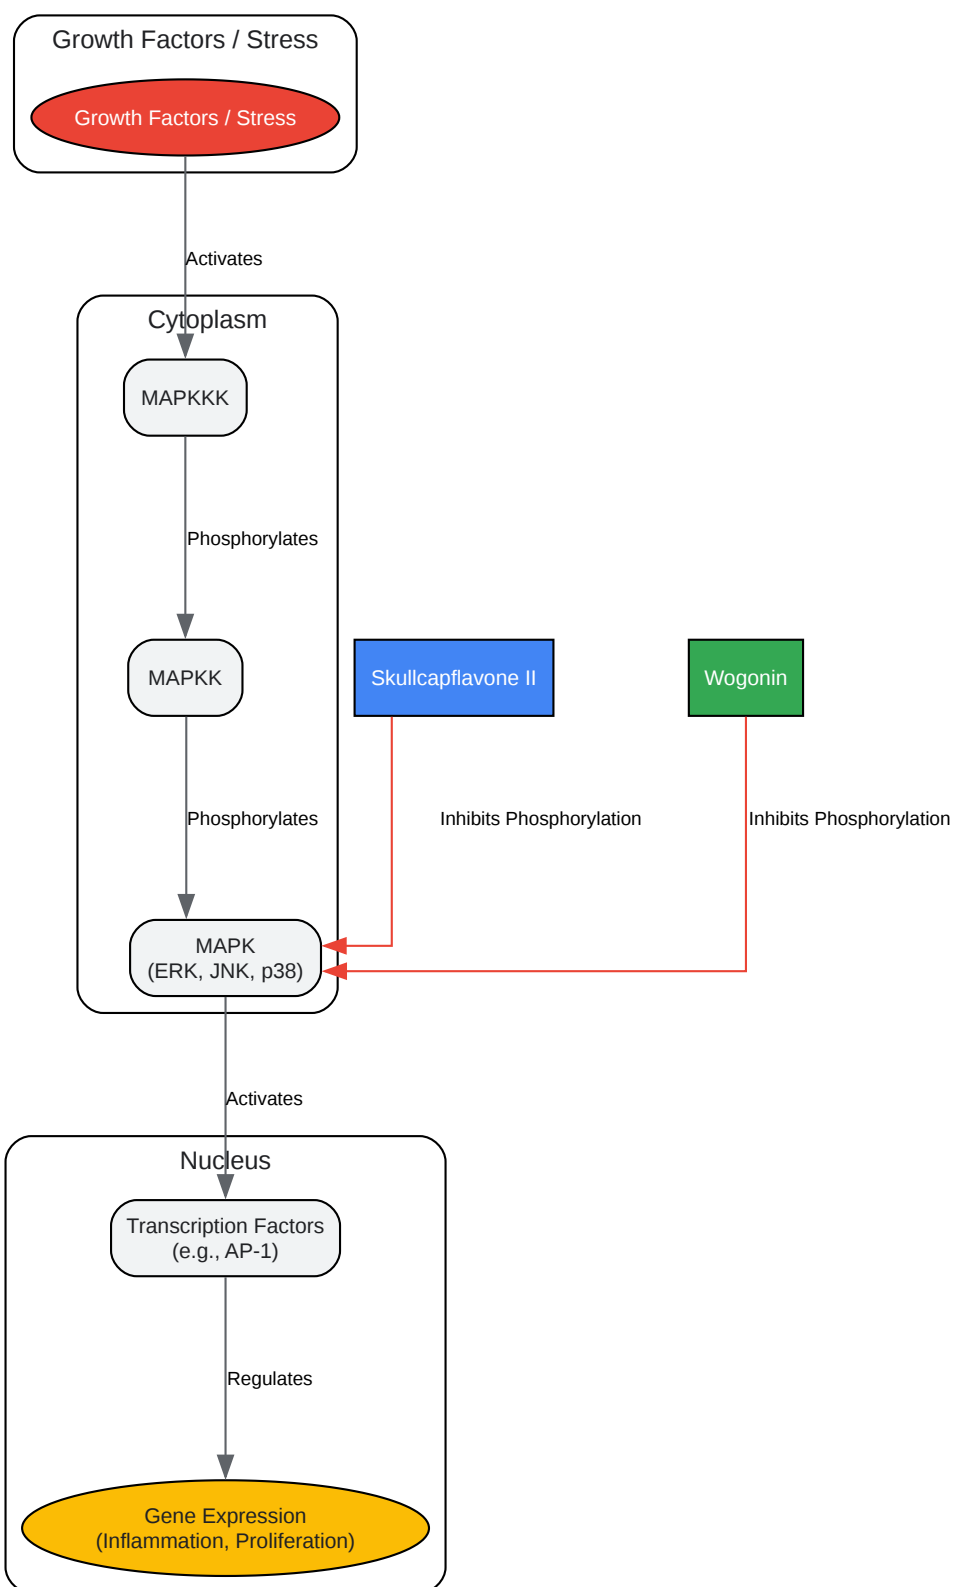 Growth Factors / Stress
Growth Factors / Stress
Activates
Cytoplasm
MAPKKK
Phosphorylates
MAPKK
Skullcapflavone II
Wogonin
Phosphorylates
Inhibits Phosphorylation
Inhibits Phosphorylation
MAPK
(ERK, JNK, p38)
Activates
Nucleus
Transcription Factors
(e.g., AP-1)
Regulates
Gene Expression
(Inflammation, Proliferation)